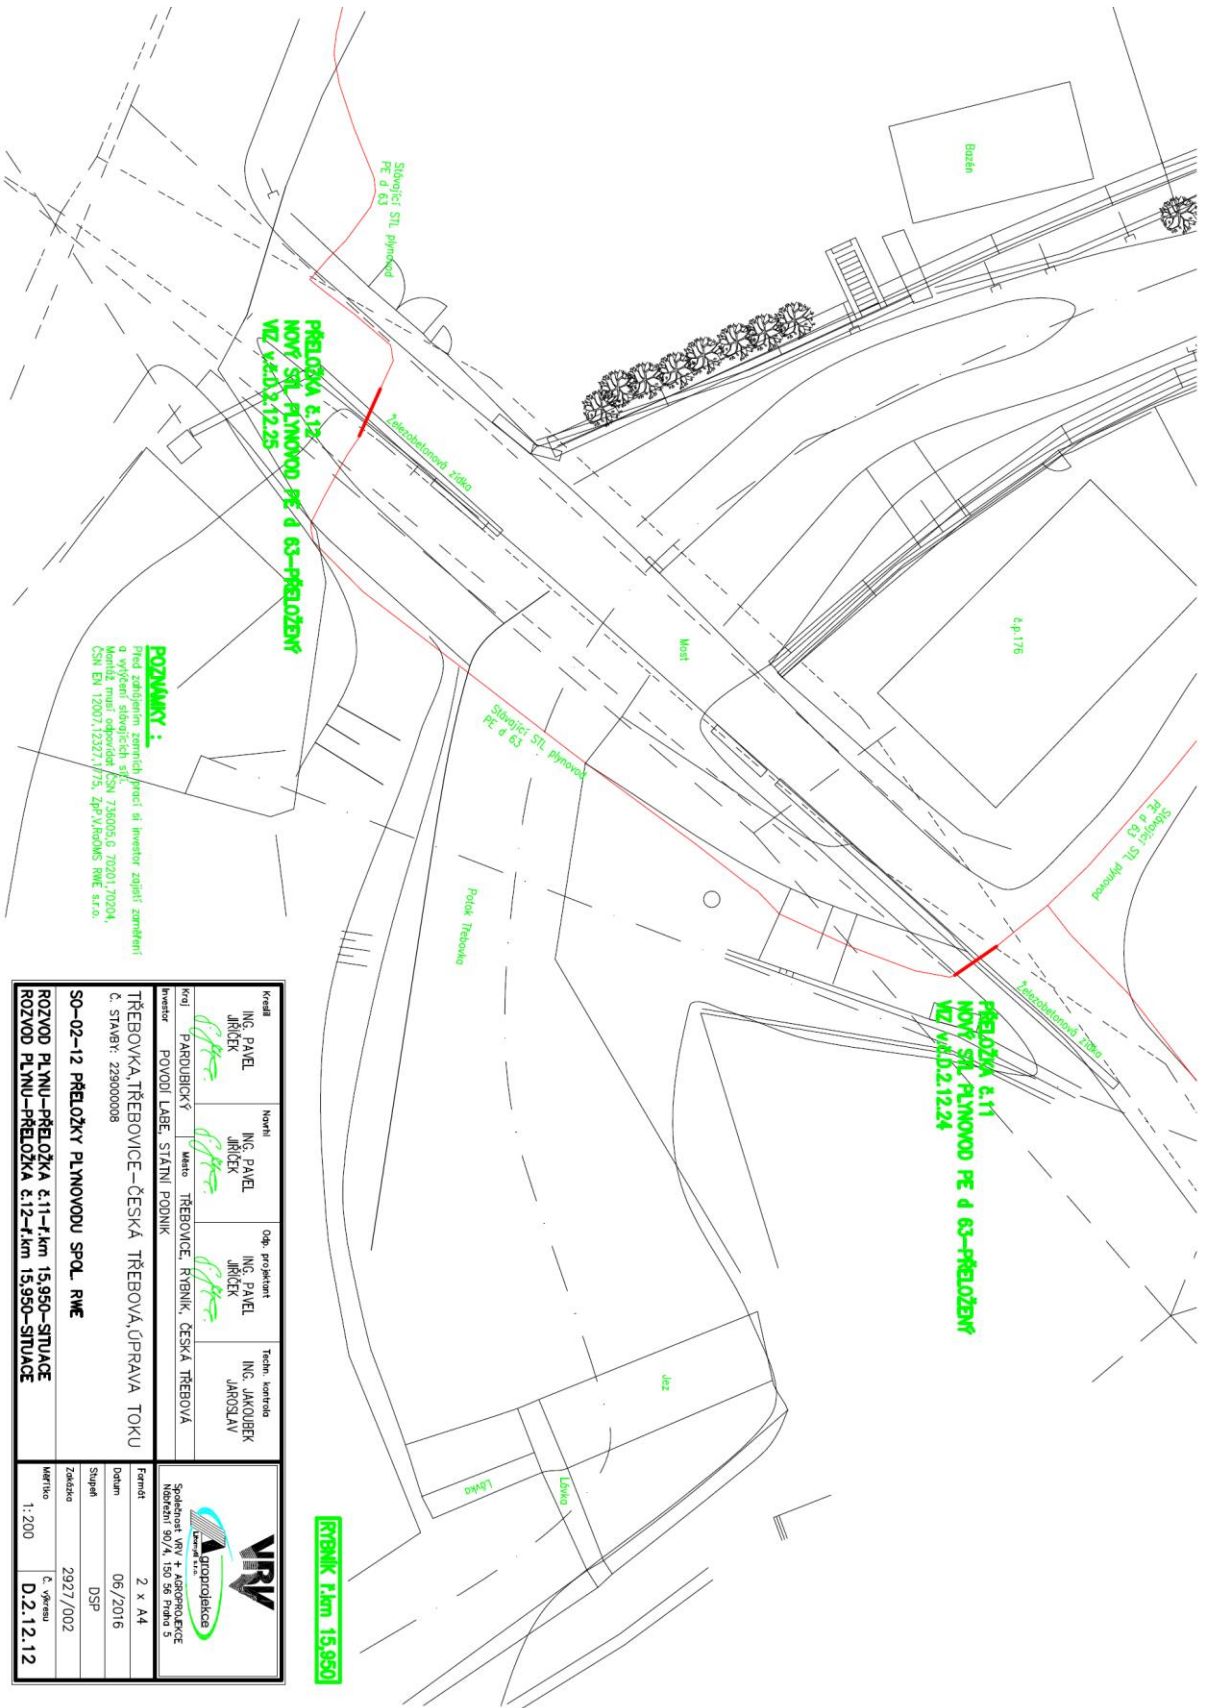 Bazén
Stávající STL plynovod
PE d 63
PŘELOŽKA č.12
NOVÝ STL PLYNOVOD PE d 63-PŘELOŽENÝ
VIZ v.č.D.2.12.25
Železobetonová zídka
č.p.176
Most
Stávající STL plynovod
PE d 63
Stávající STL plynovod
PE d 63
Potok Třebovka
Železobetonová zídka
PŘELOŽKA č.11
NOVÝ STL PLYNOVOD PE d 63-PŘELOŽENÝ
VIZ v.č.D.2.12.24
Jez
Lávka
Lávka
RYBNÍK ř.km 15,950
POZNÁMKY :
Před zahájením zemních prací si investor zajistí zaměření
a vytýčení stávajících sítí.
Montáž musí odpovídat ČSN 736005,G 70201,70204,
ČSN EN 12007,12327,1775, ZpP,V,RoOMS RWE s.r.o.
Kreslil
ING. PAVEL
JIŘÍČEK
Navrhl
ING. PAVEL
JIŘÍČEK
Odp. projektant
ING. PAVEL
JIŘÍČEK
Techn. kontrola
ING. JAKOUBEK
JAROSLAV
Kraj PARDUBICKÝ
Město TŘEBOVICE, RYBNÍK, ČESKÁ TŘEBOVÁ
Investor POVODÍ LABE, STÁTNÍ PODNIK
TŘEBOVKA,TŘEBOVICE-ČESKÁ TŘEBOVÁ,ÚPRAVA TOKU
Č. STAVBY: 229000008
SO-02-12 PŘELOŽKY PLYNOVODU SPOL. RWE
ROZVOD PLYNU-PŘELOŽKA č.11-ř.km 15,950-SITUACE
ROZVOD PLYNU-PŘELOŽKA č.12-ř.km 15,950-SITUACE
VRV
Agroprojekce
Litomyšl s.r.o.
Společnost VRV + AGROPROJEKCE
Nábřežní 90/4, 150 56 Praha 5
Formát 2 x A4
Datum 06/2016
Stupeň DSP
Zakázka 2927/002
Měřítko 1:200
Č. výkresu D.2.12.12